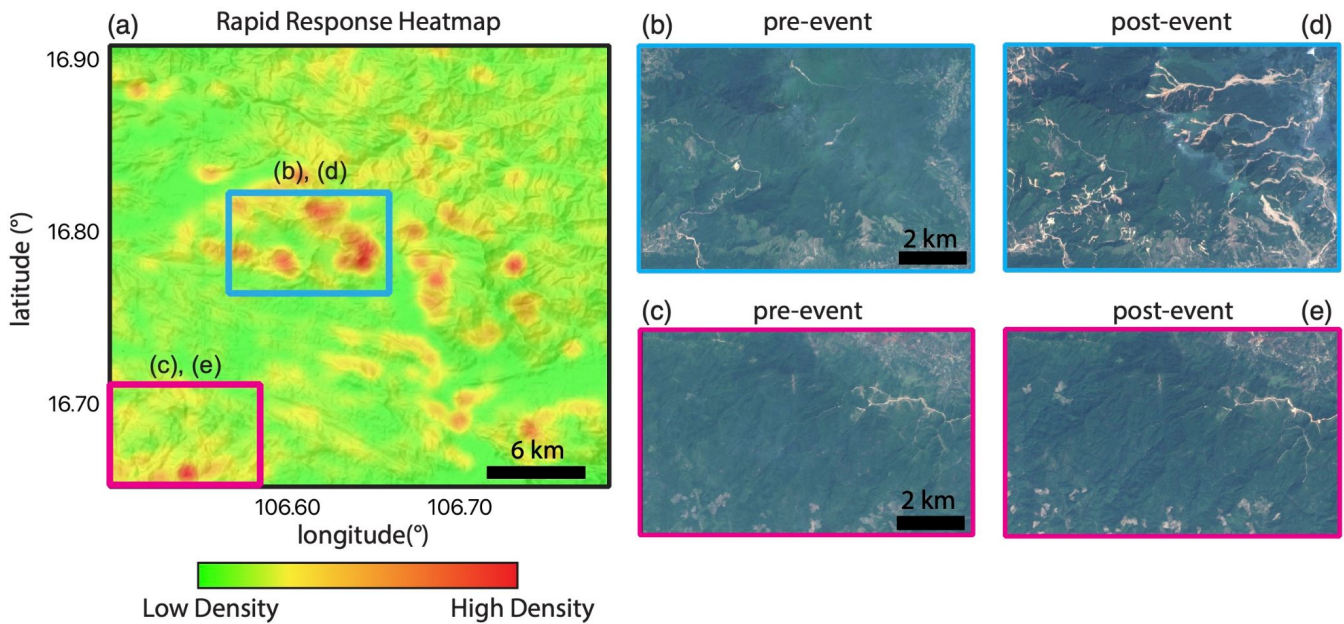 (a) Rapid Response Heatmap
16.90
16.80
16.70
latitude (°)
(b), (d)
(c), (e)
6 km
106.60 106.70
longitude(°)
Low Density High Density
(b) pre-event
2 km
post-event (d)
(c) pre-event
2 km
post-event (e)